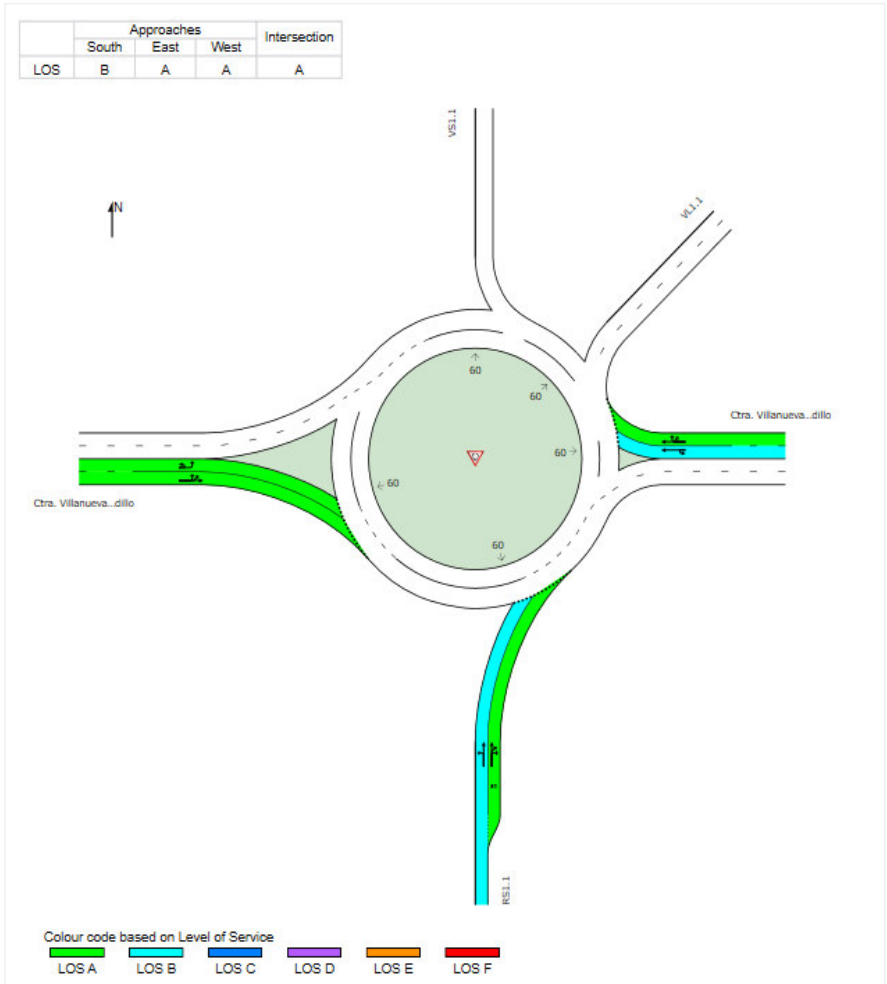 Approaches
Intersection
South East West
LOS B A A A
VS1.1
VL1.1
N
60
60
Ctra. Villanueva...dillo
60
60
Ctra. Villanueva...dillo
60
RS1.1
Colour code based on Level of Service
LOS A LOS B LOS C LOS D LOS E LOS F